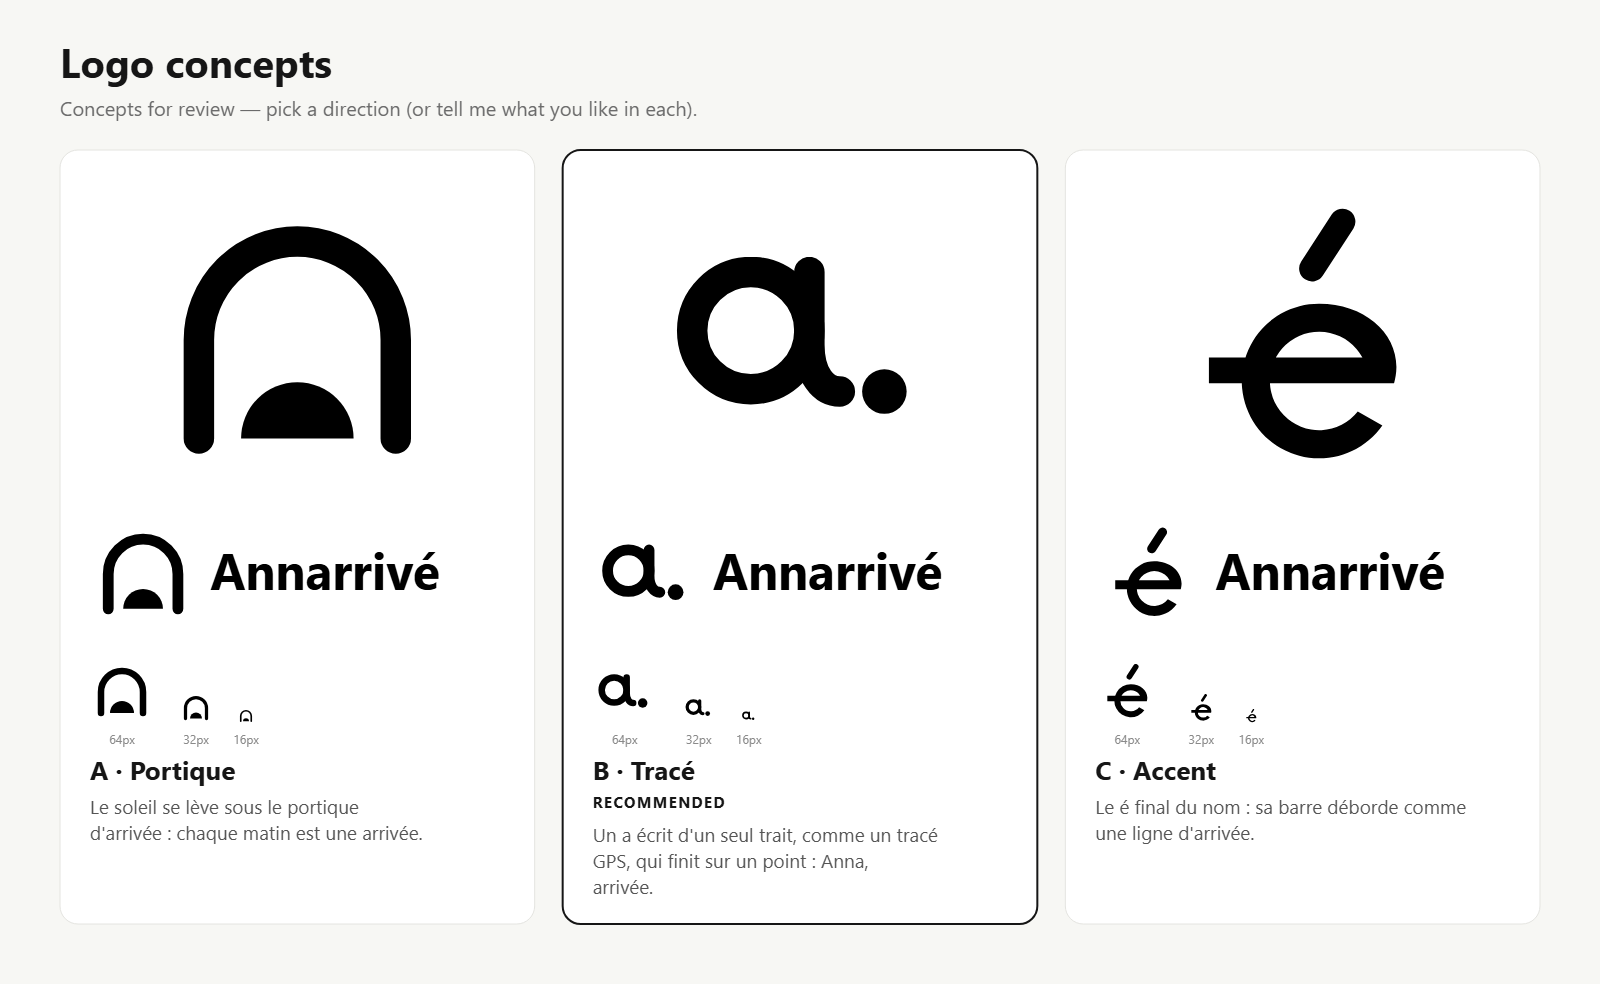 Logo concepts
Concepts for review — pick a direction (or tell me what you like in each).
a.
é
Annarrivé
a. Annarrivé
é Annarrivé
a. a. a.
é é é
64px 32px 16px
64px 32px 16px
64px 32px 16px
A · Portique
Le soleil se lève sous le portique
d'arrivée : chaque matin est une arrivée.
B · Tracé
RECOMMENDED
Un a écrit d'un seul trait, comme un tracé
GPS, qui finit sur un point : Anna,
arrivée.
C · Accent
Le é final du nom : sa barre déborde comme
une ligne d'arrivée.